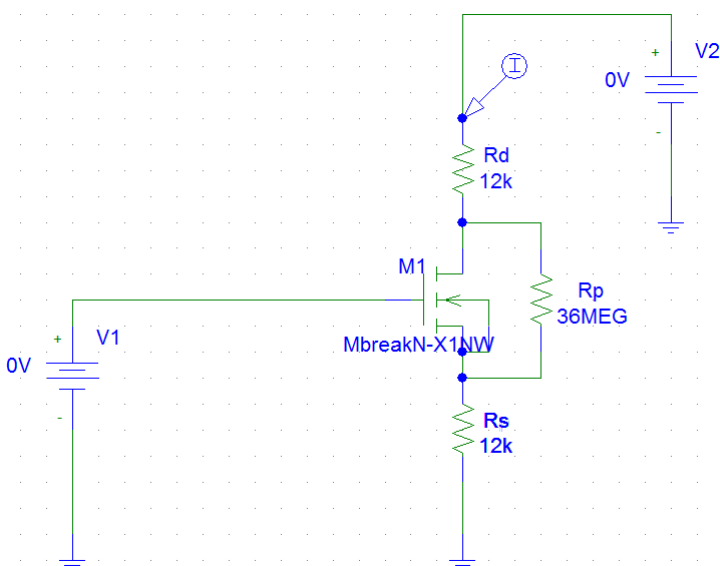 V2
+
0V
-
I
Rd
12k
M1
Rp
36MEG
MbreakN-X1NW
+
V1
0V
-
Rs
12k